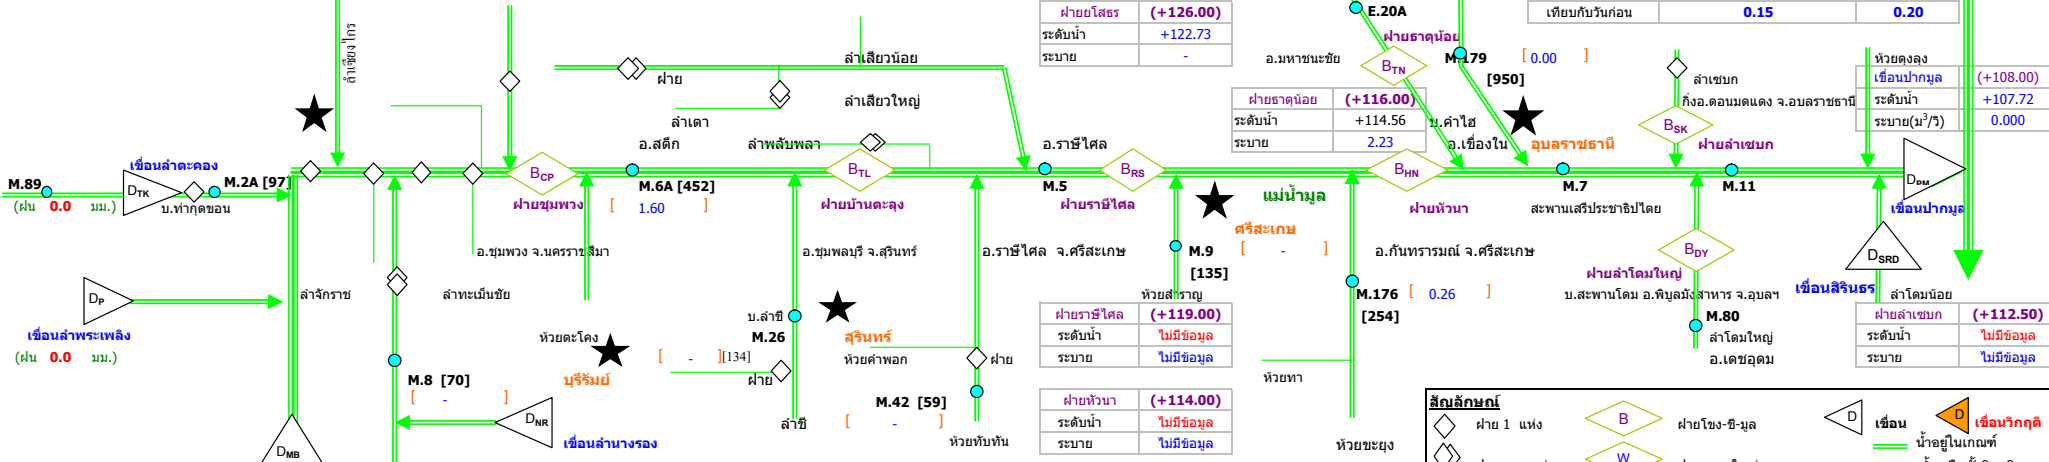 ฝายยโสธร (+126.00)
ระดับน้ำ +122.73
ระบาย -
E.20A
ฝายธาตุน้อย
เทียบกับวันก่อน 0.15 0.20
ลำเชียงไกร
ลำเสียวน้อย
อ.มหาชนะชัย
B TN
M.179 [ 0.00 ]
[950]
ห้วยตุงลุง
ฝาย
ลำเสียวใหญ่
ลำเตา
ฝายธาตุน้อย (+116.00)
ระดับน้ำ +114.56
ระบาย 2.23
บ.คำไฮ
อ.เขื่องใน
ลำเซบก
กิ่งอ.ดอนมดแดง จ.อุบลราชธานี
เขื่อนปากมูล (+108.00)
ระดับน้ำ +107.72
ระบาย(ม³/วิ) 0.000
B SK
ฝายลำเซบก
อุบลราชธานี
อ.สตึก
ลำพลับพลา
อ.ราษีไศล
เขื่อนลำตะคอง
M.89
(ฝน 0.0 มม.)
D TK
M.2A [97]
บ.ท่ากุดขอน
B CP
ฝายชุมพวง
M.6A [452]
[ 1.60 ]
B TL
ฝายบ้านตะลุง
M.5
B RS
ฝายราษีไศล
แม่น้ำมูล
B HN
ฝายหัวนา
M.7
สะพานเสรีประชาธิปไตย
M.11
D PM
เขื่อนปากมูล
อ.ชุมพวง จ.นครราชสีมา
อ.ชุมพลบุรี จ.สุรินทร์
อ.ราษีไศล จ.ศรีสะเกษ
M.9
[135]
ศรีสะเกษ
[ - ]
อ.กันทรารมณ์ จ.ศรีสะเกษ
B DY
ฝายลำโดมใหญ่
บ.สะพานโดม อ.พิบูลมังสาหาร จ.อุบลฯ
D SRD
เขื่อนสิรินธร
ลำโดมน้อย
D P
เขื่อนลำพระเพลิง
(ฝน 0.0 มม.)
ลำจักราช
ลำทะเม็นชัย
ห้วยตะโคง
บุรีรัมย์
[ - ][134]
บ.ลำชี
M.26
สุรินทร์
ห้วยคำพอก
ฝาย
ฝาย
ห้วยสำราญ
ฝายราษีไศล (+119.00)
ระดับน้ำ ไม่มีข้อมูล
ระบาย ไม่มีข้อมูล
M.176 [ 0.26 ]
[254]
M.80
ลำโดมใหญ่
อ.เดชอุดม
ฝายลำเซบก (+112.50)
ระดับน้ำ ไม่มีข้อมูล
ระบาย ไม่มีข้อมูล
M.8 [70]
[ - ]
D NR
เขื่อนลำนางรอง
D MB
ลำชี
M.42 [59]
[ - ]
ห้วยทับทัน
ฝายหัวนา (+114.00)
ระดับน้ำ ไม่มีข้อมูล
ระบาย ไม่มีข้อมูล
ห้วยทา
ห้วยขะยุง
สัญลักษณ์
ฝาย 1 แห่ง
B ฝายโขง-ชี-มูล
D เขื่อน
D เขื่อนวิกฤติ
น้ำอยู่ในเกณฑ์
W